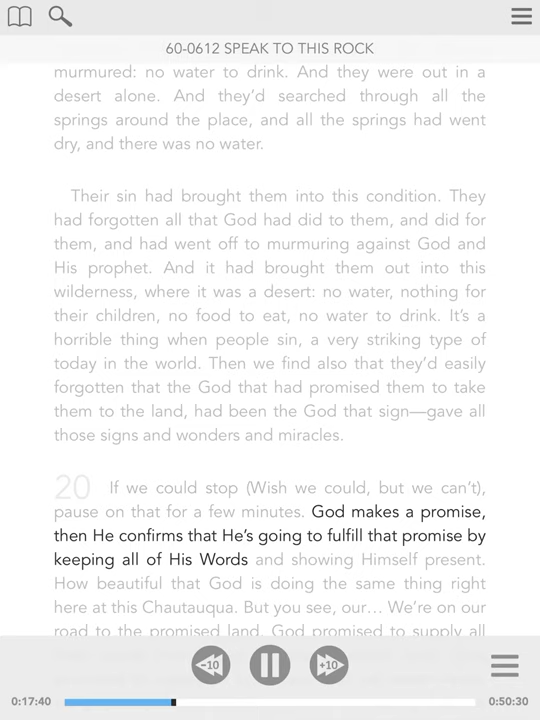 60-0612 SPEAK TO THIS ROCK
murmured: no water to drink. And they were out in a
desert alone. And they’d searched through all the
springs around the place, and all the springs had went
dry, and there was no water.
Their sin had brought them into this condition. They
had forgotten all that God had did to them, and did for
them, and had went off to murmuring against God and
His prophet. And it had brought them out into this
wilderness, where it was a desert: no water, nothing for
their children, no food to eat, no water to drink. It’s a
horrible thing when people sin, a very striking type of
today in the world. Then we find also that they’d easily
forgotten that the God that had promised them to take
them to the land, had been the God that sign—gave all
those signs and wonders and miracles.
20 If we could stop (Wish we could, but we can’t),
pause on that for a few minutes. God makes a promise,
then He confirms that He’s going to fulfill that promise by
keeping all of His Words and showing Himself present.
How beautiful that God is doing the same thing right
here at this Chautauqua. But you see, our… We’re on our
road to the promised land. God promised to supply all
-10 +10
0:17:40 0:50:30